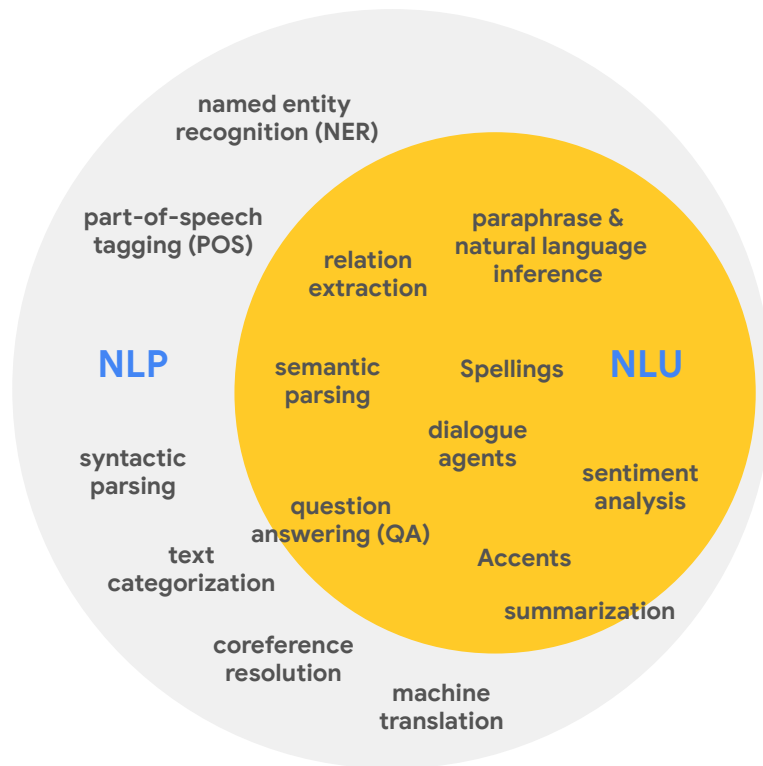 named entity
recognition (NER)
part-of-speech
tagging (POS)
paraphrase &
natural language
inference
relation
extraction
NLP
semantic
parsing
Spellings
NLU
dialogue
agents
syntactic
parsing
sentiment
analysis
question
answering (QA)
text
categorization
Accents
summarization
coreference
resolution
machine
translation